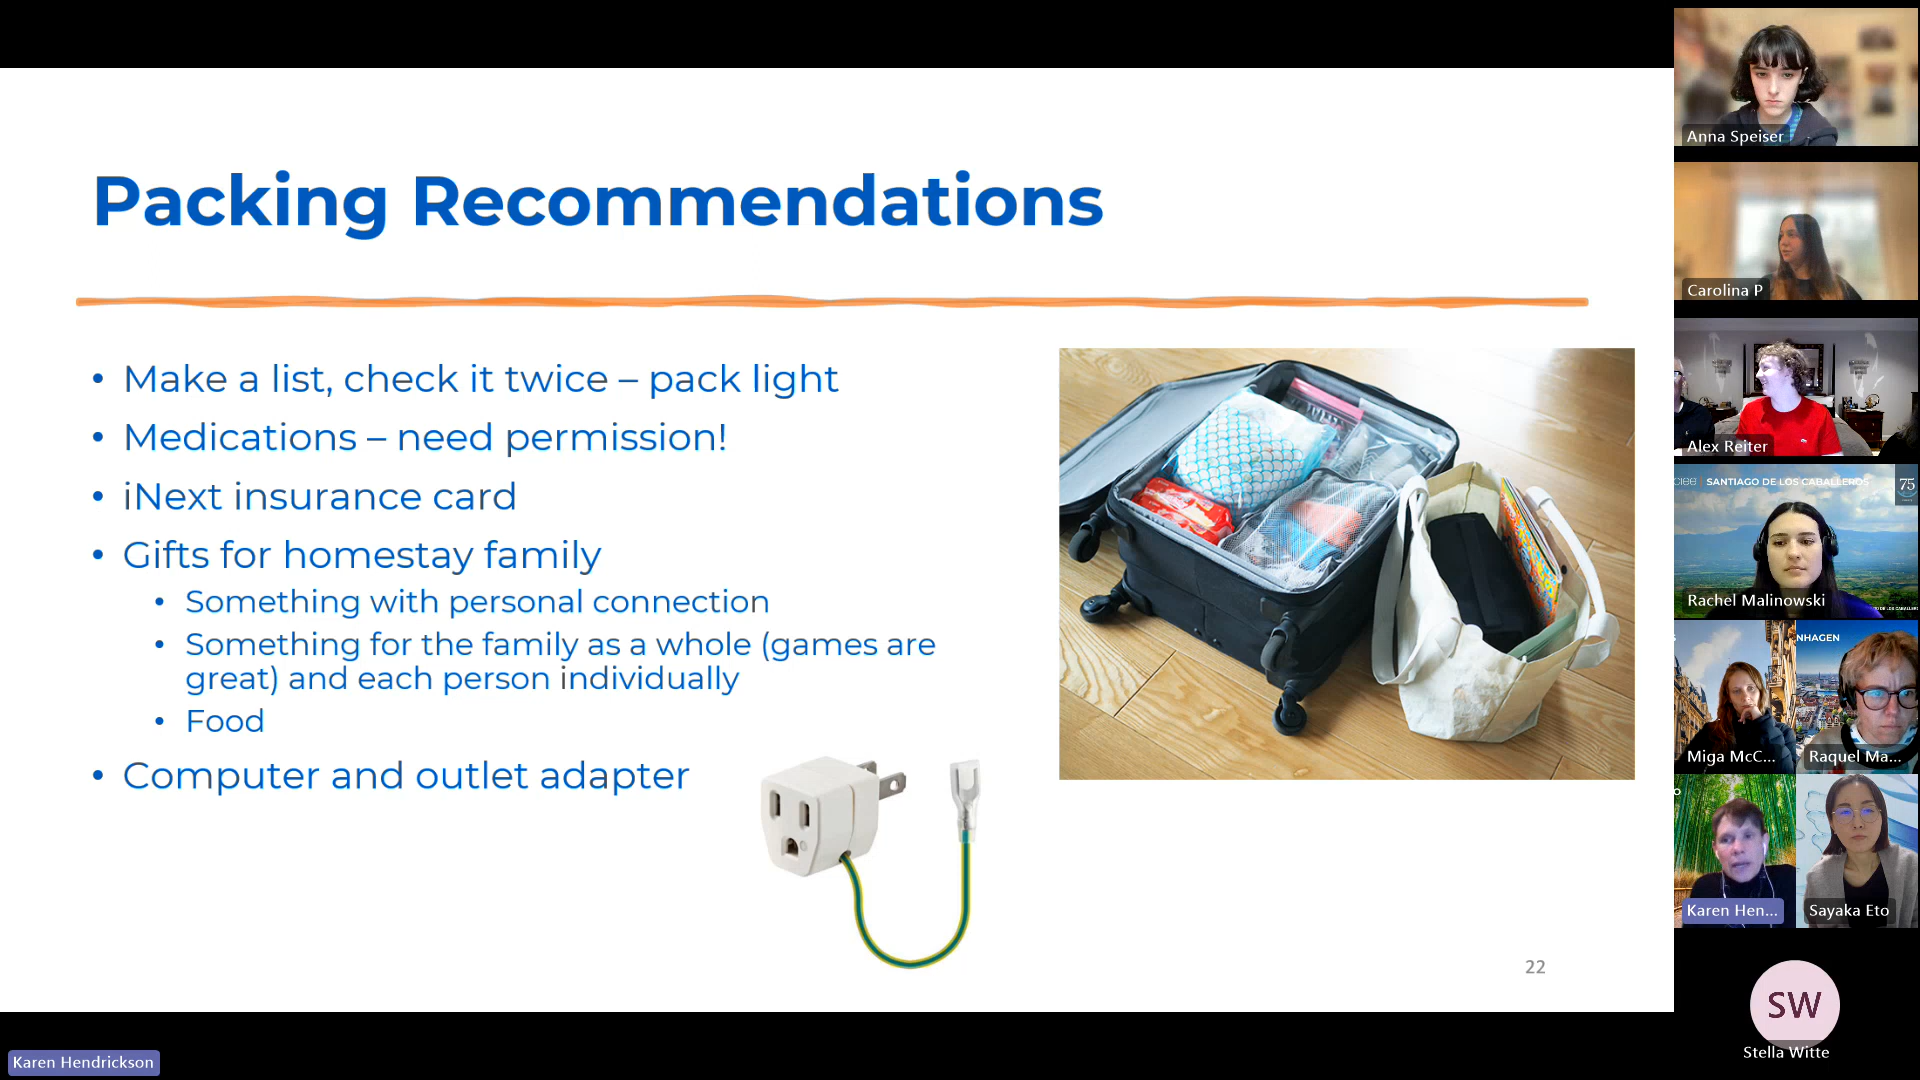 Packing Recommendations
• Make a list, check it twice – pack light
• Medications – need permission!
• iNext insurance card
• Gifts for homestay family
• Something with personal connection
• Something for the family as a whole (games are
great) and each person individually
• Food
• Computer and outlet adapter
22
Karen Hendrickson
Anna Speiser
Carolina P
Alex Reiter
ciee | SANTIAGO DE LOS CABALLEROS
75
Rachel Malinowski
NHAGEN
Miga McC...
Raquel Ma...
Karen Hen...
Sayaka Eto
SW
Stella Witte